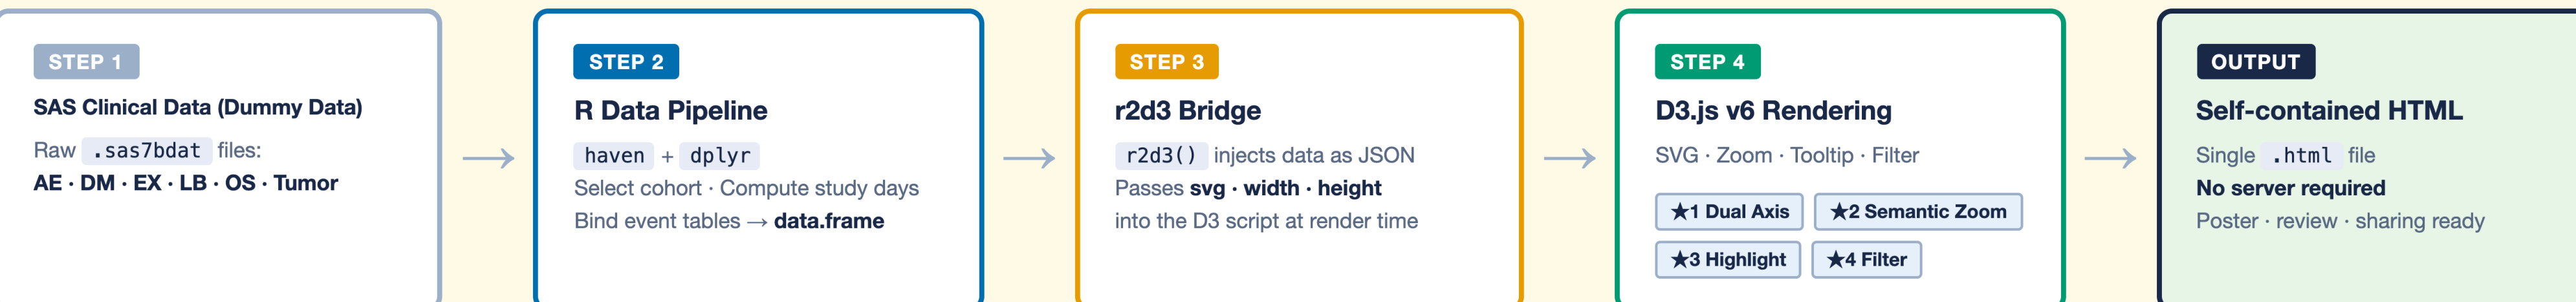 STEP 1
SAS Clinical Data (Dummy Data)
Raw .sas7bdat files:
AE · DM · EX · LB · OS · Tumor
STEP 2
R Data Pipeline
haven + dplyr
Select cohort · Compute study days
Bind event tables → data.frame
STEP 3
r2d3 Bridge
r2d3() injects data as JSON
Passes svg · width · height
into the D3 script at render time
STEP 4
D3.js v6 Rendering
SVG · Zoom · Tooltip · Filter
★1 Dual Axis ★2 Semantic Zoom
★3 Highlight ★4 Filter
OUTPUT
Self-contained HTML
Single .html file
No server required
Poster · review · sharing ready